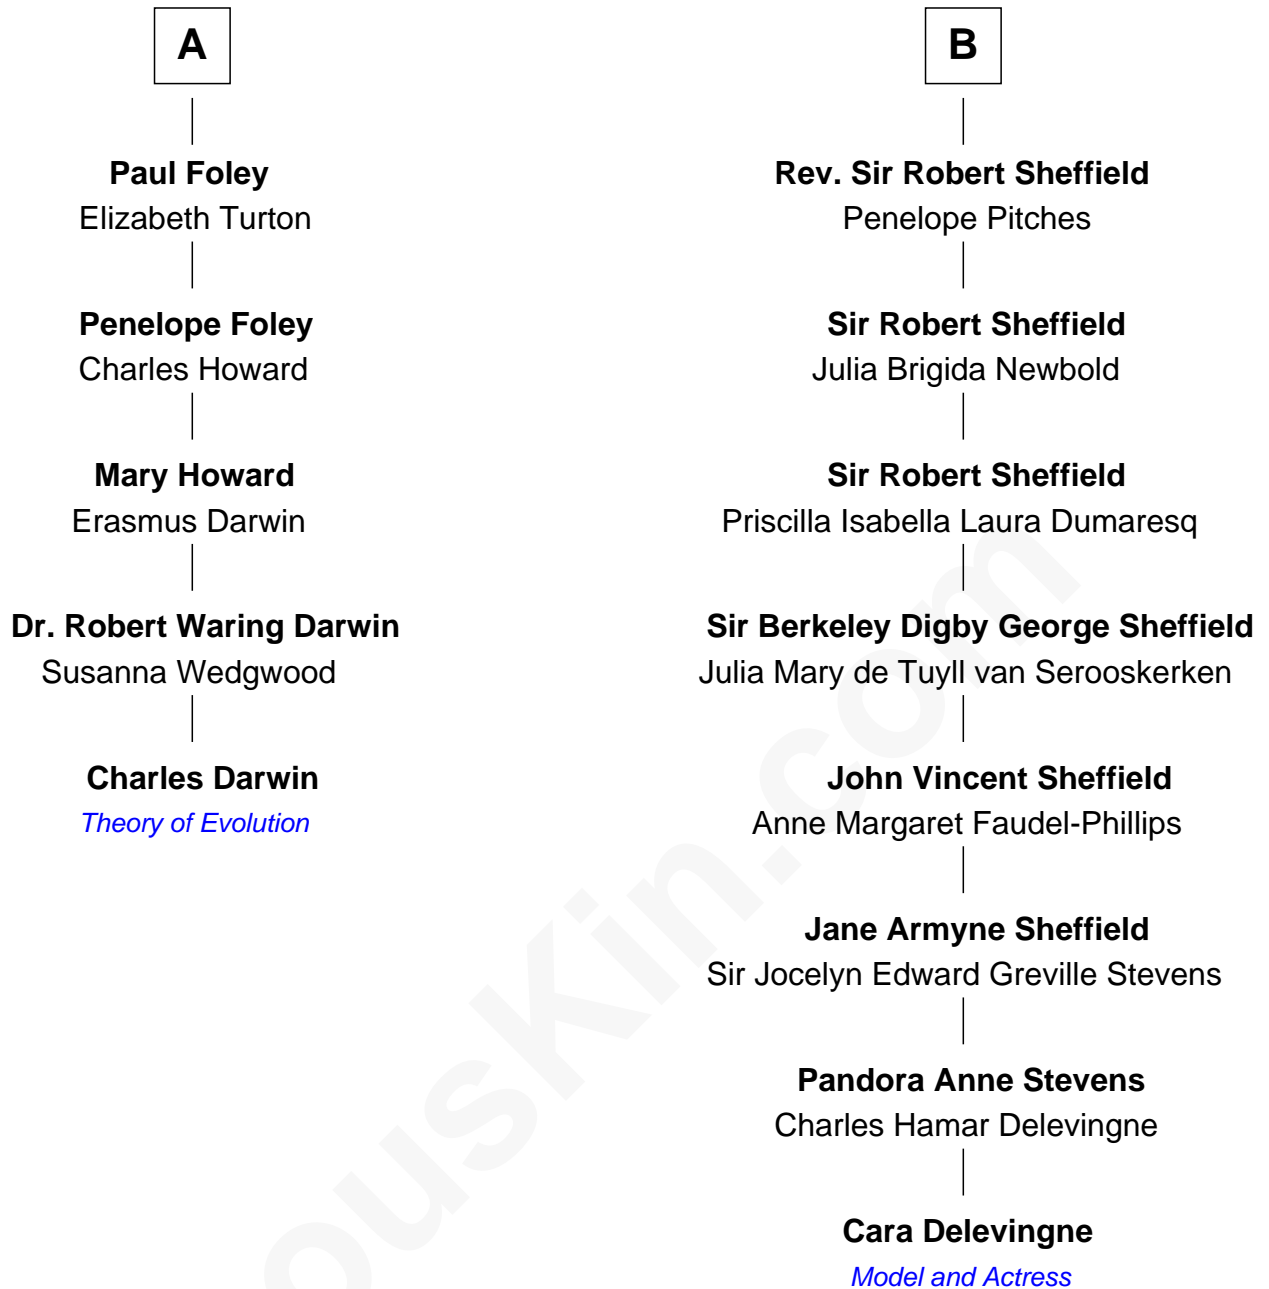 A
Paul Foley
Elizabeth Turton
Penelope Foley
Charles Howard
Mary Howard
Erasmus Darwin
Dr. Robert Waring Darwin
Susanna Wedgwood
Charles Darwin
Theory of Evolution
B
Rev. Sir Robert Sheffield
Penelope Pitches
Sir Robert Sheffield
Julia Brigida Newbold
Sir Robert Sheffield
Priscilla Isabella Laura Dumaresq
Sir Berkeley Digby George Sheffield
Julia Mary de Tuyll van Serooskerken
John Vincent Sheffield
Anne Margaret Faudel-Phillips
Jane Armyne Sheffield
Sir Jocelyn Edward Greville Stevens
Pandora Anne Stevens
Charles Hamar Delevingne
Cara Delevingne
Model and Actress
ousKin.com